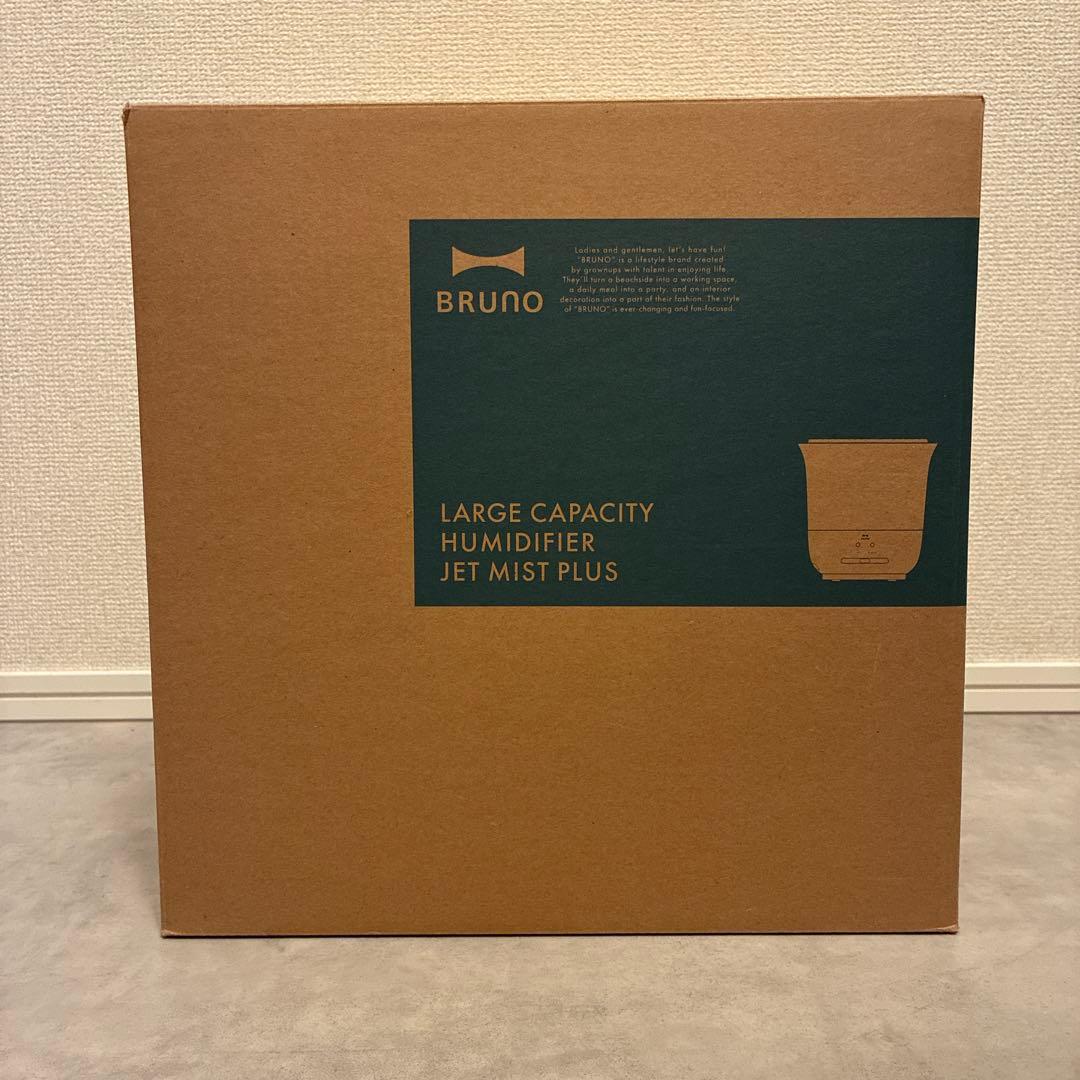 BRUNO
Ladies and gentlemen, let's have fun!
"BRUNO" is a lifestyle brand created
by grownups with talent in enjoying life.
They'll turn a beachside into a working space,
a daily meal into a party, and an interior
decoration into a part of their fashion. The style
of "BRUNO" is ever-changing and fun-focused.
LARGE CAPACITY
HUMIDIFIER
JET MIST PLUS